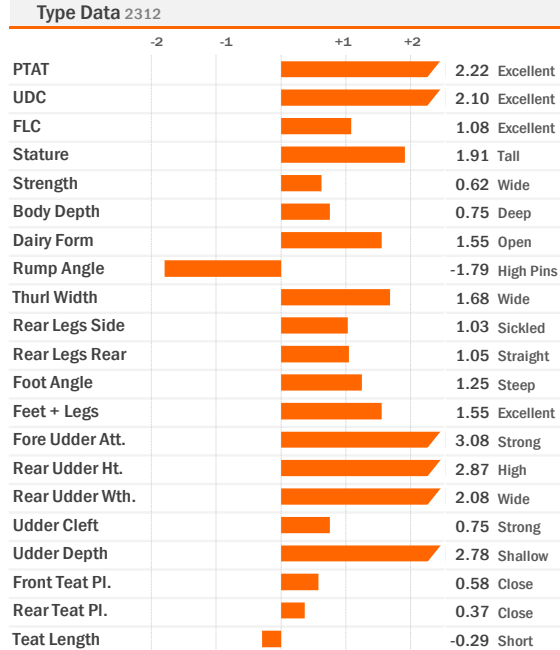 Type Data 2312
-2 -1 +1 +2
PTAT 2.22 Excellent
UDC 2.10 Excellent
FLC 1.08 Excellent
Stature 1.91 Tall
Strength 0.62 Wide
Body Depth 0.75 Deep
Dairy Form 1.55 Open
Rump Angle -1.79 High Pins
Thurl Width 1.68 Wide
Rear Legs Side 1.03 Sickled
Rear Legs Rear 1.05 Straight
Foot Angle 1.25 Steep
Feet + Legs 1.55 Excellent
Fore Udder Att. 3.08 Strong
Rear Udder Ht. 2.87 High
Rear Udder Wth. 2.08 Wide
Udder Cleft 0.75 Strong
Udder Depth 2.78 Shallow
Front Teat Pl. 0.58 Close
Rear Teat Pl. 0.37 Close
Teat Length -0.29 Short